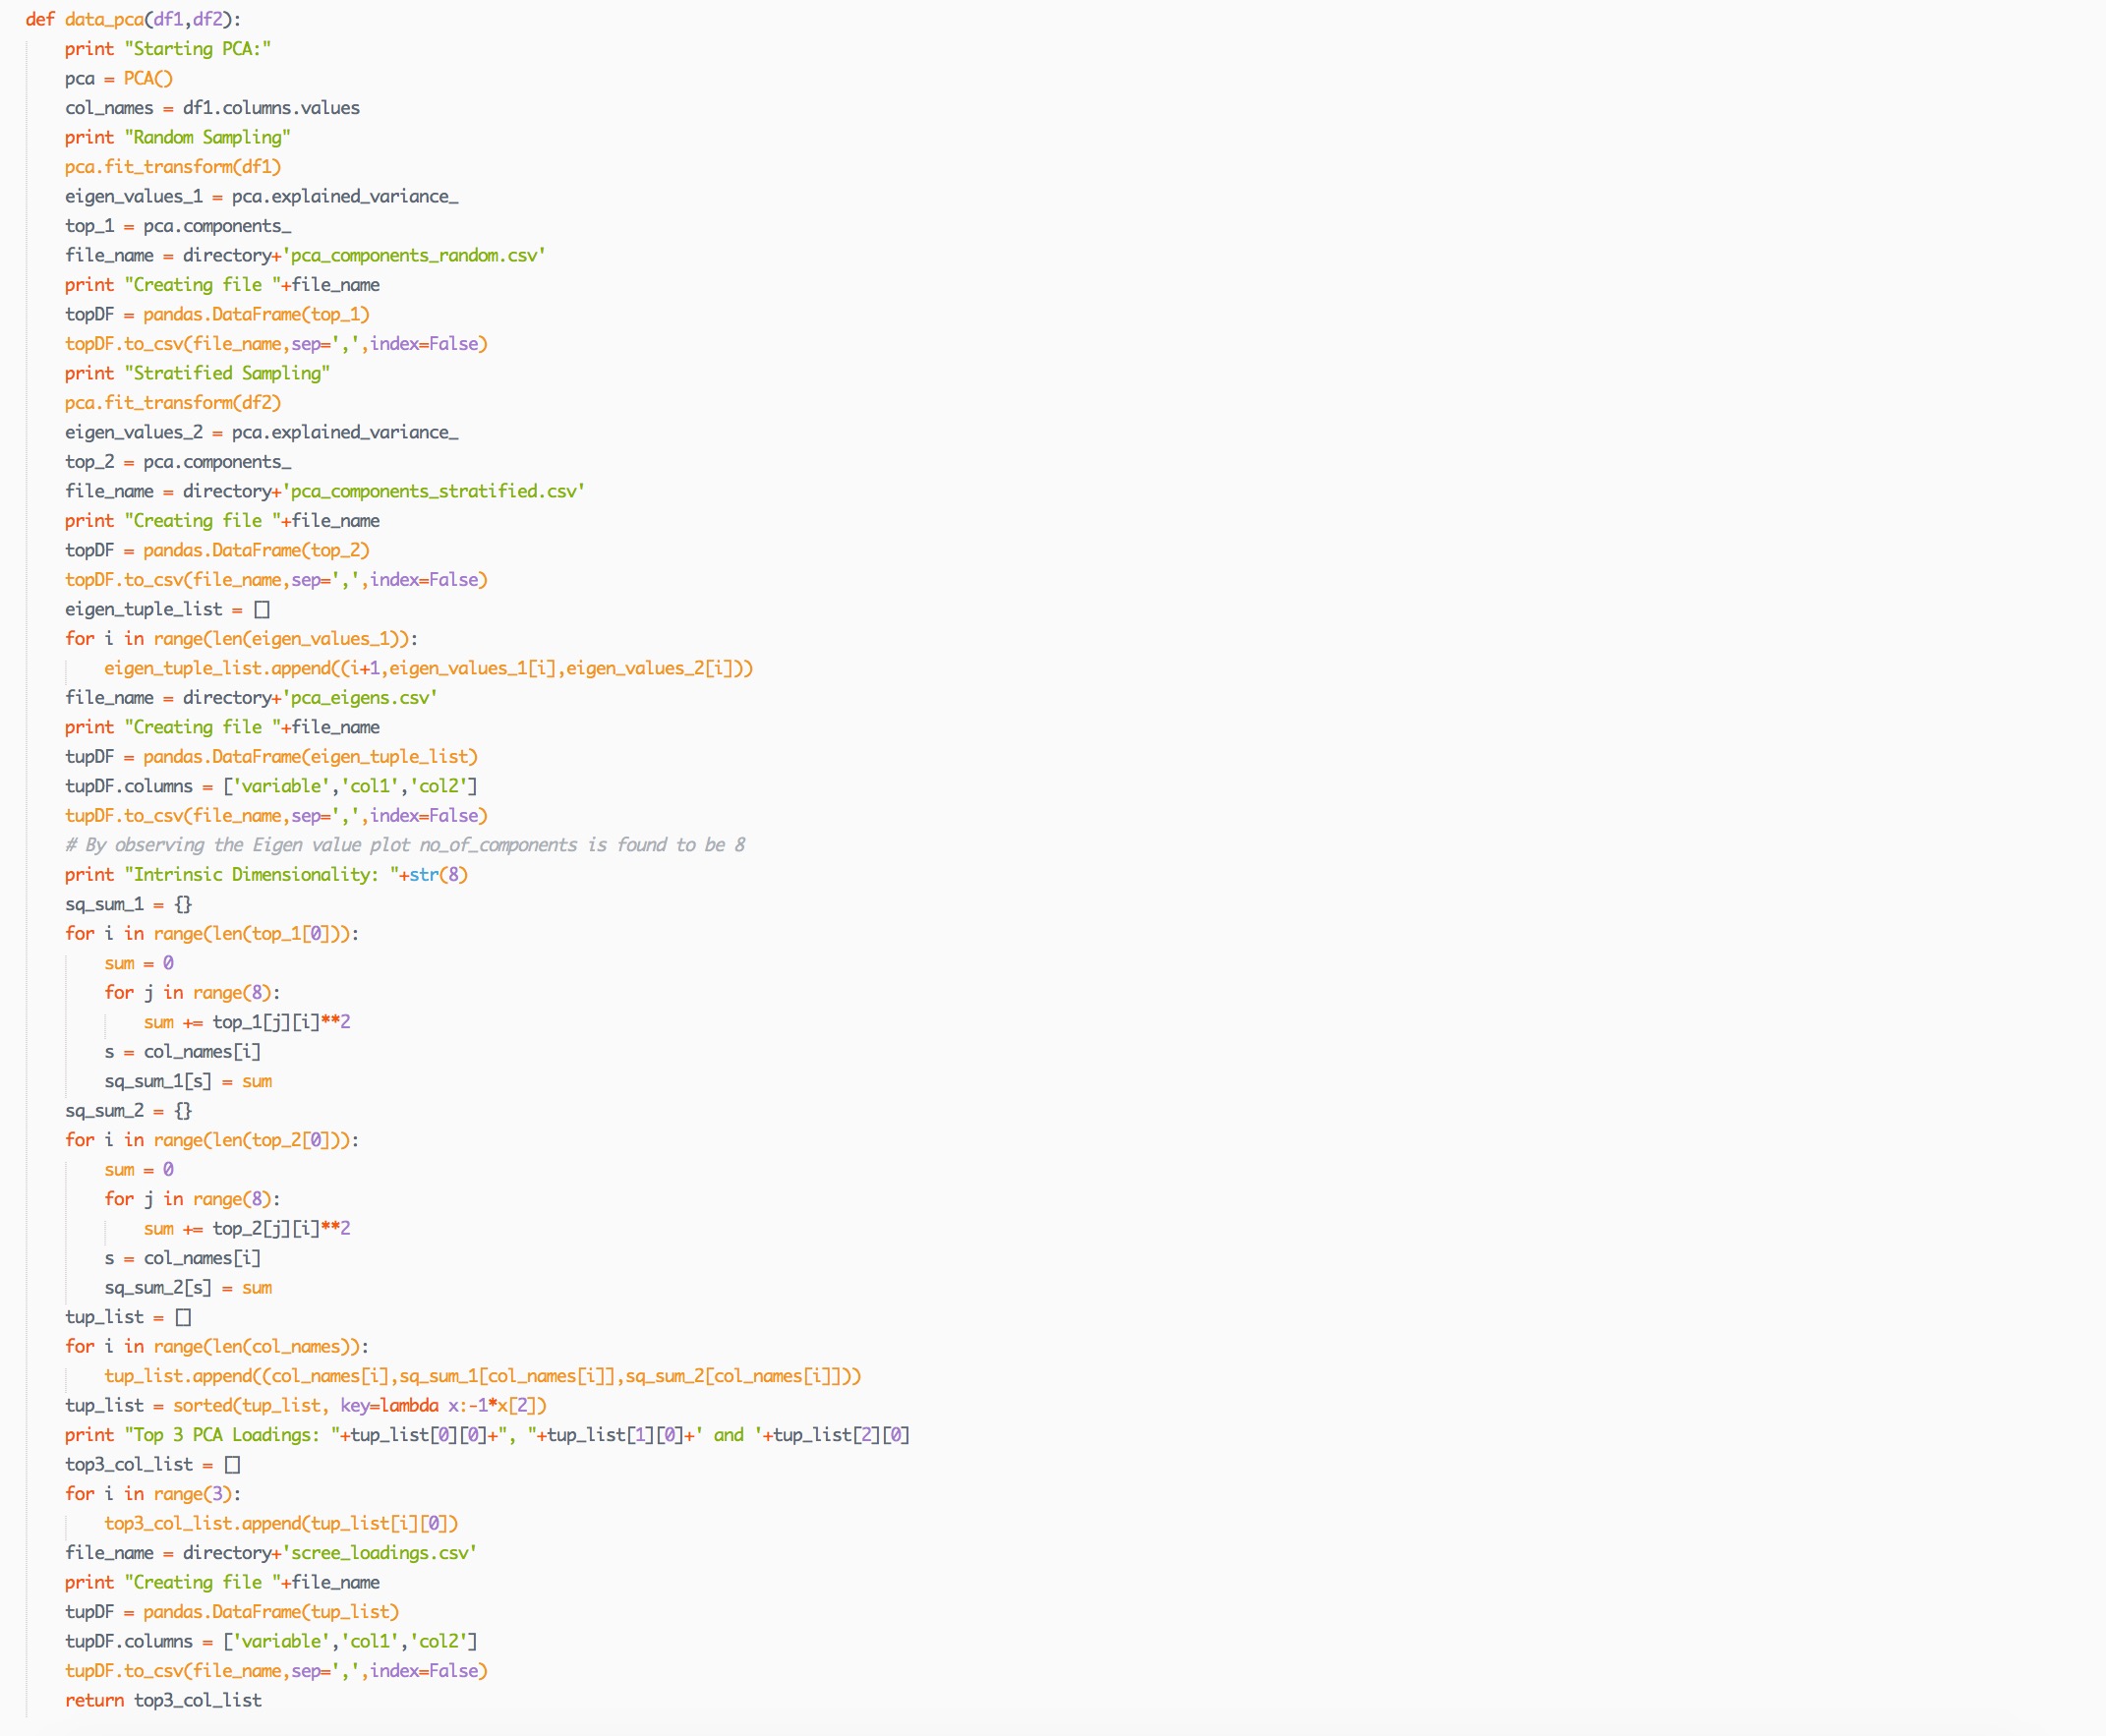 def data_pca(df1,df2):
    print "Starting PCA:"
    pca = PCA()
    col_names = df1.columns.values
    print "Random Sampling"
    pca.fit_transform(df1)
    eigen_values_1 = pca.explained_variance_
    top_1 = pca.components_
    file_name = directory+'pca_components_random.csv'
    print "Creating file "+file_name
    topDF = pandas.DataFrame(top_1)
    topDF.to_csv(file_name,sep=',',index=False)
    print "Stratified Sampling"
    pca.fit_transform(df2)
    eigen_values_2 = pca.explained_variance_
    top_2 = pca.components_
    file_name = directory+'pca_components_stratified.csv'
    print "Creating file "+file_name
    topDF = pandas.DataFrame(top_2)
    topDF.to_csv(file_name,sep=',',index=False)
    eigen_tuple_list = []
    for i in range(len(eigen_values_1)):
        eigen_tuple_list.append((i+1,eigen_values_1[i],eigen_values_2[i]))
    file_name = directory+'pca_eigens.csv'
    print "Creating file "+file_name
    tupDF = pandas.DataFrame(eigen_tuple_list)
    tupDF.columns = ['variable','col1','col2']
    tupDF.to_csv(file_name,sep=',',index=False)
    # By observing the Eigen value plot no_of_components is found to be 8
    print "Intrinsic Dimensionality: "+str(8)
    sq_sum_1 = {}
    for i in range(len(top_1[0])):
        sum = 0
        for j in range(8):
            sum += top_1[j][i]**2
        s = col_names[i]
        sq_sum_1[s] = sum
    sq_sum_2 = {}
    for i in range(len(top_2[0])):
        sum = 0
        for j in range(8):
            sum += top_2[j][i]**2
        s = col_names[i]
        sq_sum_2[s] = sum
    tup_list = []
    for i in range(len(col_names)):
        tup_list.append((col_names[i],sq_sum_1[col_names[i]],sq_sum_2[col_names[i]]))
    tup_list = sorted(tup_list, key=lambda x:-1*x[2])
    print "Top 3 PCA Loadings: "+tup_list[0][0]+", "+tup_list[1][0]+' and '+tup_list[2][0]
    top3_col_list = []
    for i in range(3):
        top3_col_list.append(tup_list[i][0])
    file_name = directory+'scree_loadings.csv'
    print "Creating file "+file_name
    tupDF = pandas.DataFrame(tup_list)
    tupDF.columns = ['variable','col1','col2']
    tupDF.to_csv(file_name,sep=',',index=False)
    return top3_col_list